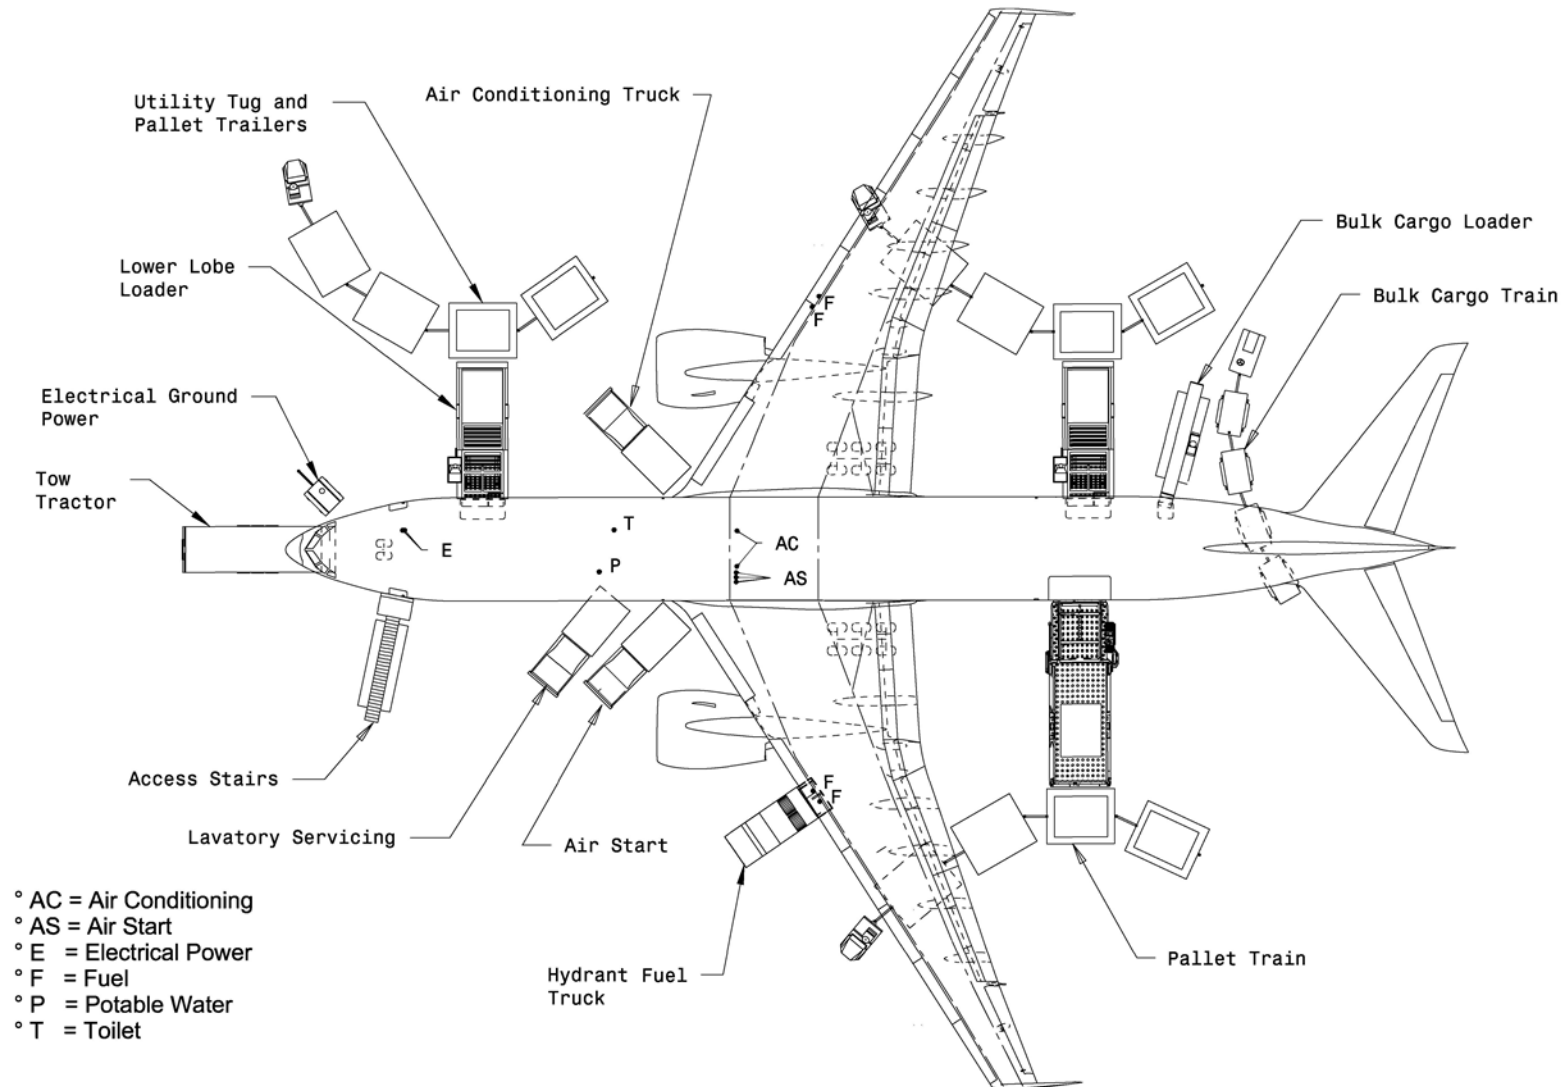 Utility Tug and
Pallet Trailers
Air Conditioning Truck
Bulk Cargo Loader
Lower Lobe
Loader
Bulk Cargo Train
F
F
Electrical Ground
Power
Tow
Tractor
T
E
AC
P
AS
Access Stairs
F
F
Lavatory Servicing
Air Start
° AC = Air Conditioning
° AS = Air Start
° E = Electrical Power
° F = Fuel
° P = Potable Water
° T = Toilet
Hydrant Fuel
Truck
Pallet Train